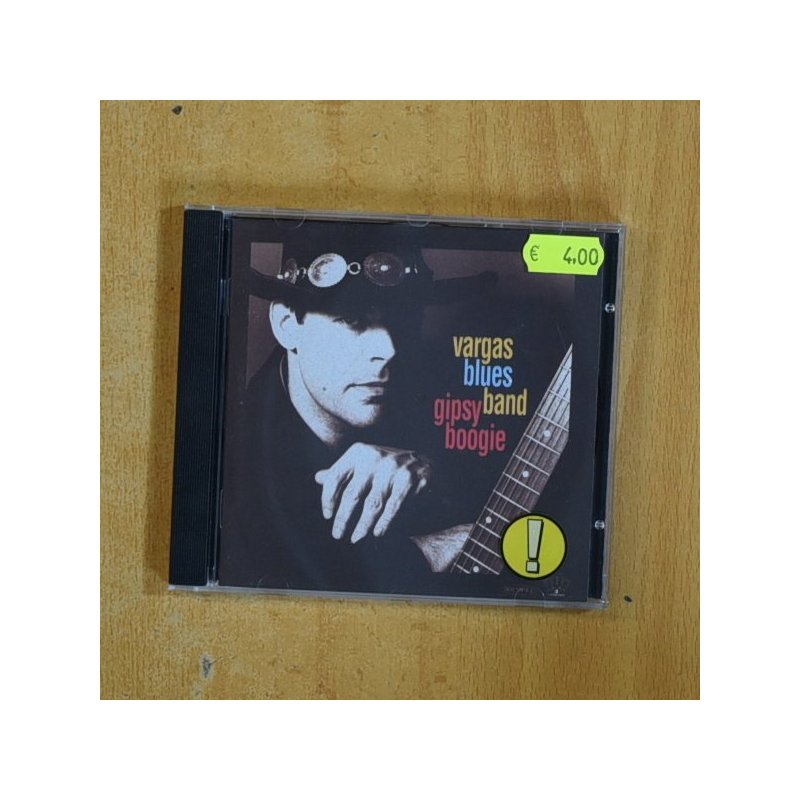 € 4,00
vargas
blues
band
gipsy
boogie
!